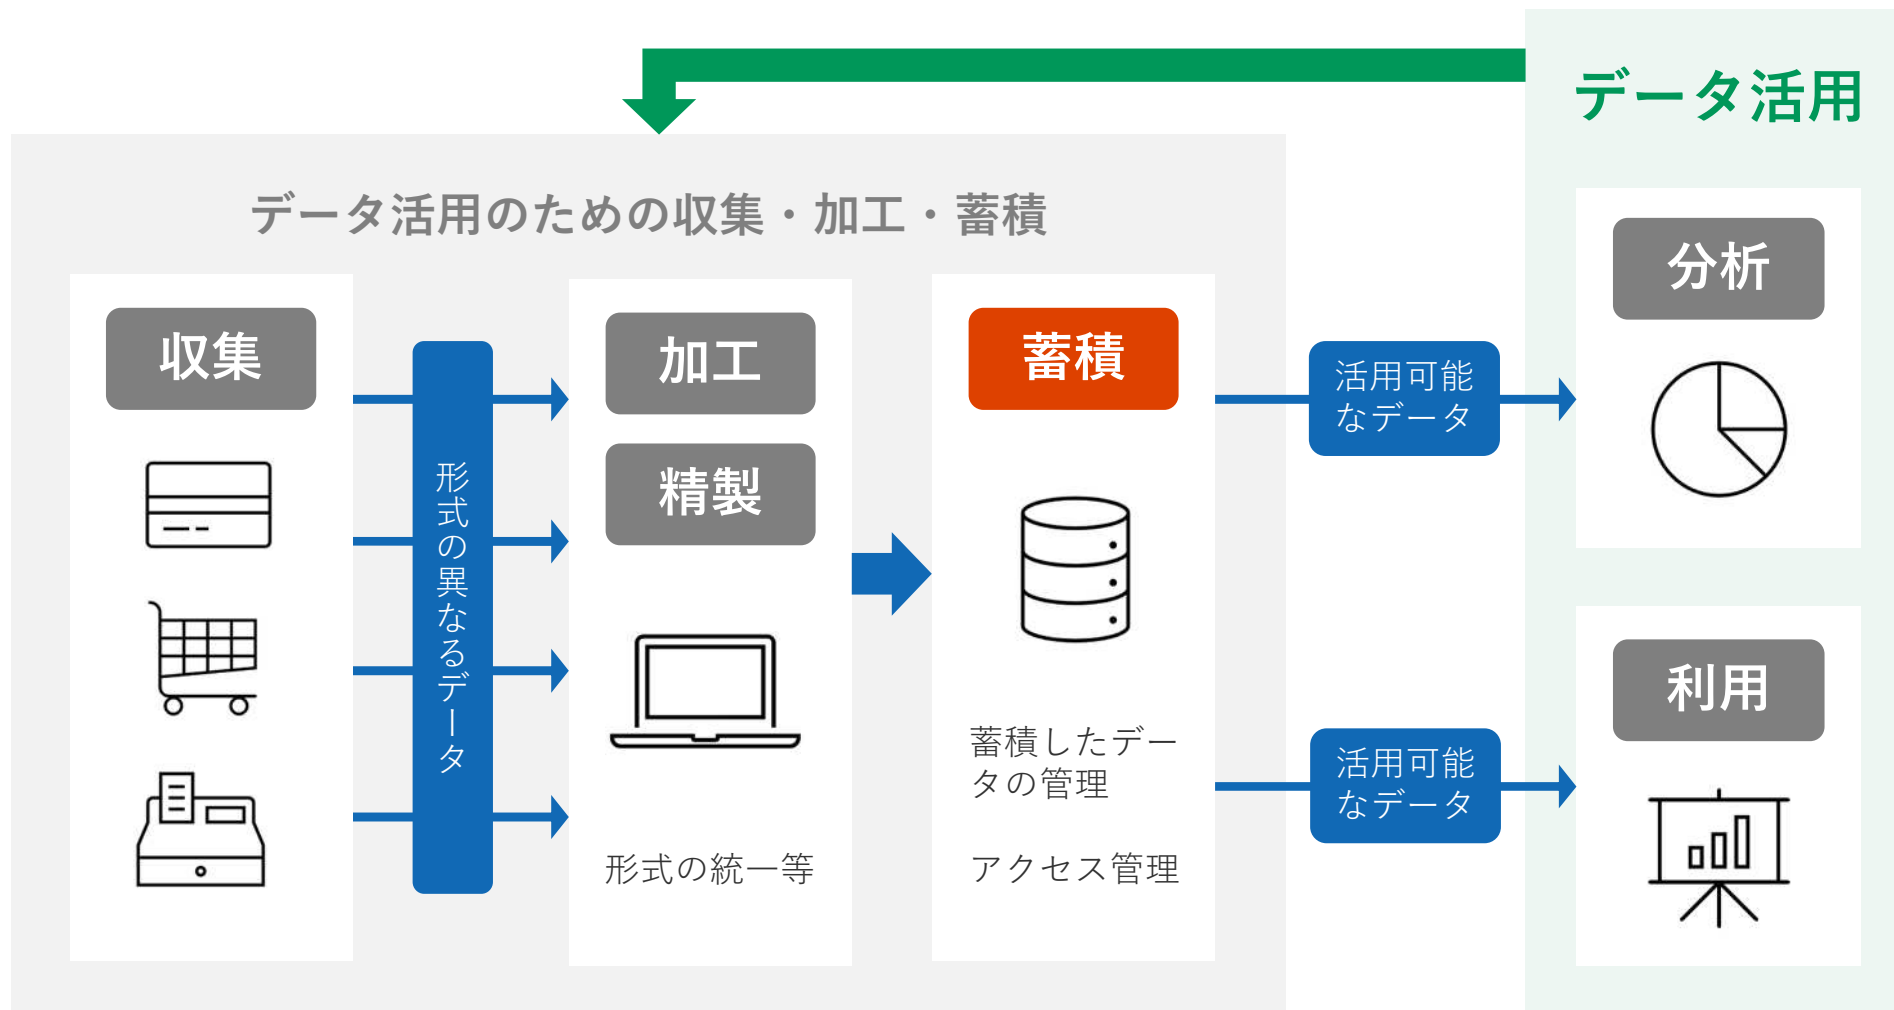 データ活用
データ活用のための収集・加工・蓄積
収集
形式の異なるデータ
加工
精製
形式の統一等
蓄積
蓄積したデー
タの管理
アクセス管理
活用可能
なデータ
活用可能
なデータ
分析
利用